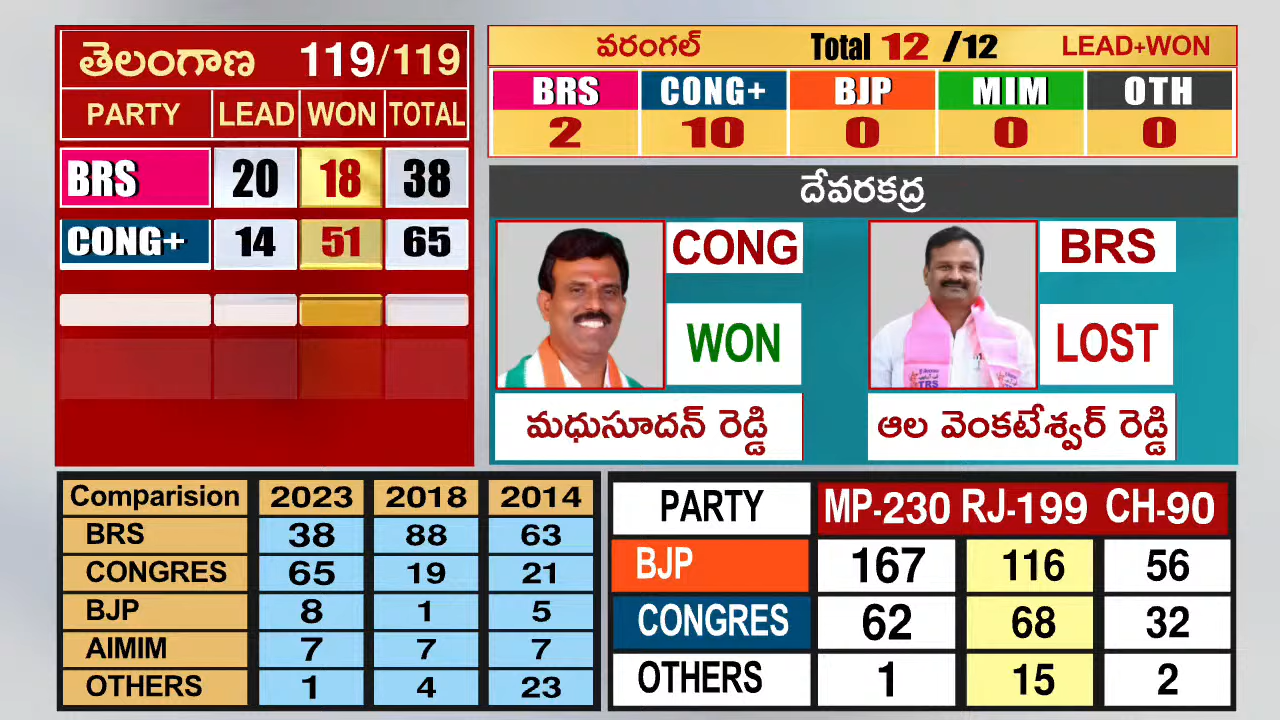 తెలంగాణ 119/119
PARTY LEAD WON TOTAL
BRS 20 18 38
CONG+ 14 51 65
వరంగల్ Total 12 /12 LEAD+WON
BRS CONG+ BJP MIM OTH
2 10 0 0 0
దేవరకద్ర
CONG BRS
WON LOST
TRS
మధుసూదన్ రెడ్డి ఆల వెంకటేశ్వర్ రెడ్డి
Comparision 2023 2018 2014
BRS 38 88 63
CONGRES 65 19 21
BJP 8 1 5
AIMIM 7 7 7
OTHERS 1 4 23
PARTY MP-230 RJ-199 CH-90
BJP 167 116 56
CONGRES 62 68 32
OTHERS 1 15 2